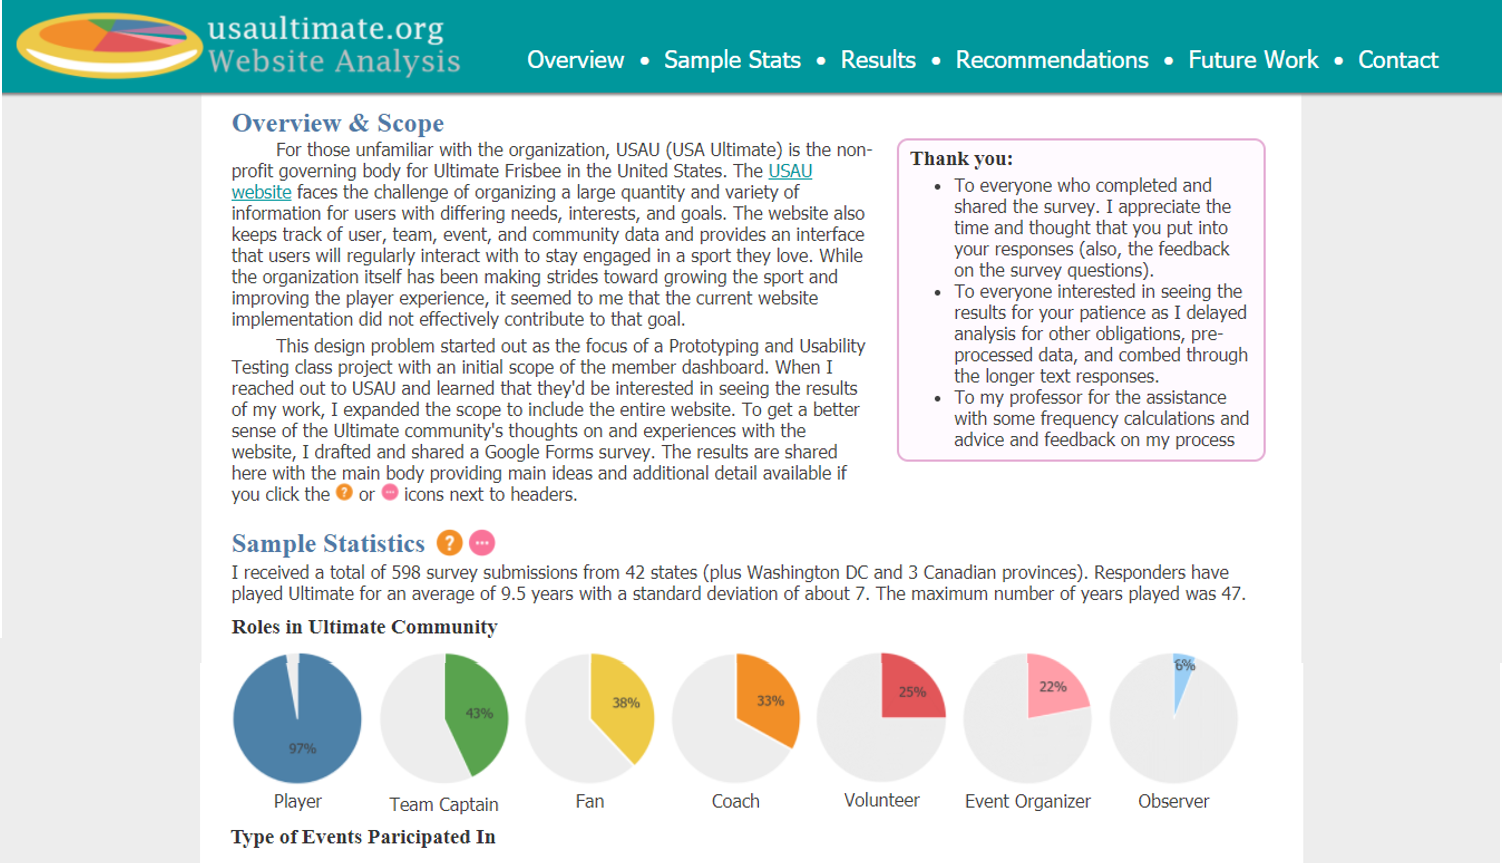 usaultimate.org
Website Analysis
Overview • Sample Stats • Results • Recommendations • Future Work • Contact
Overview & Scope
For those unfamiliar with the organization, USAU (USA Ultimate) is the non-
profit governing body for Ultimate Frisbee in the United States. The USAU
website faces the challenge of organizing a large quantity and variety of
information for users with differing needs, interests, and goals. The website also
keeps track of user, team, event, and community data and provides an interface
that users will regularly interact with to stay engaged in a sport they love. While
the organization itself has been making strides toward growing the sport and
improving the player experience, it seemed to me that the current website
implementation did not effectively contribute to that goal.
This design problem started out as the focus of a Prototyping and Usability
Testing class project with an initial scope of the member dashboard. When I
reached out to USAU and learned that they'd be interested in seeing the results
of my work, I expanded the scope to include the entire website. To get a better
sense of the Ultimate community's thoughts on and experiences with the
website, I drafted and shared a Google Forms survey. The results are shared
here with the main body providing main ideas and additional detail available if
you click the ? or ... icons next to headers.
Thank you:
• To everyone who completed and
shared the survey. I appreciate the
time and thought that you put into
your responses (also, the feedback
on the survey questions).
• To everyone interested in seeing the
results for your patience as I delayed
analysis for other obligations, pre-
processed data, and combed through
the longer text responses.
• To my professor for the assistance
with some frequency calculations and
advice and feedback on my process
Sample Statistics ? ...
I received a total of 598 survey submissions from 42 states (plus Washington DC and 3 Canadian provinces). Responders have
played Ultimate for an average of 9.5 years with a standard deviation of about 7. The maximum number of years played was 47.
Roles in Ultimate Community
97% 43% 38% 33% 25% 22% 6%
Player Team Captain Fan Coach Volunteer Event Organizer Observer
Type of Events Paricipated In